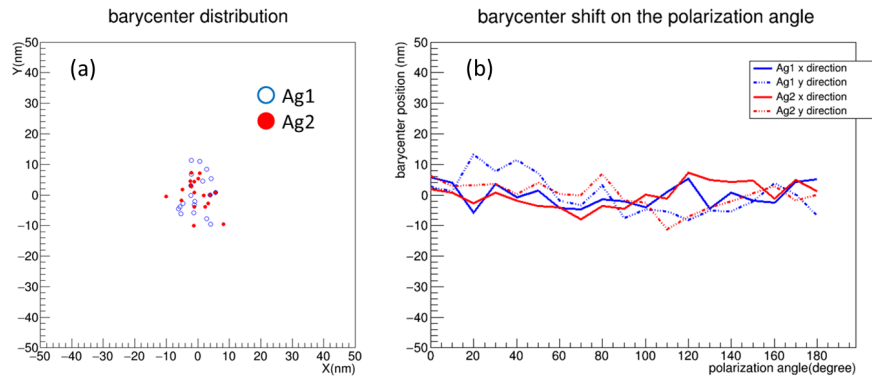 barycenter distribution
Y(nm)
50
40
30
20
10
0
−10
−20
−30
−40
−50
−50 −40 −30 −20 −10 0 10 20 30 40 50
X(nm)
(a)
Ag1
Ag2
barycenter shift on the polarization angle
barycenter position (nm)
50
40
30
20
10
0
−10
−20
−30
−40
−50
0 20 40 60 80 100 120 140 160 180
polarization angle(degree)
(b)
Ag1 x direction
Ag1 y direction
Ag2 x direction
Ag2 y direction